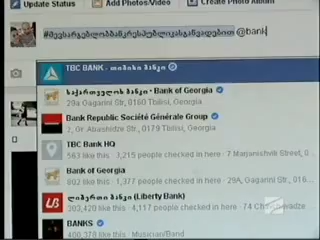 Update Status
Add Photos/Video
Create Photo Album
#მევსარგებლობბანკრესპუბლიკასგანვადებით @bank
TBC BANK - თიბისი ბანკი
საქართველოს ბანკი · Bank of Georgia
29a Gagarini Str., 0160 Tbilisi, Georgia
Bank Republic Société Générale Group
2, Gr. Abashidze Str., 0179 Tbilisi, Georgia
TBC Bank HQ
563 like this · 3,215 people checked in here · 7 Marjanishvili Street, 0...
Bank of Georgia
802 like this · 1,377 people checked in here · 29A, Gagarini Str., 016...
ლიბერთი ბანკი (Liberty Bank)
303,420 like this · 4,117 people checked in here · 74 Chavchavadze
BANKS
400,378 like this · Musician/Band